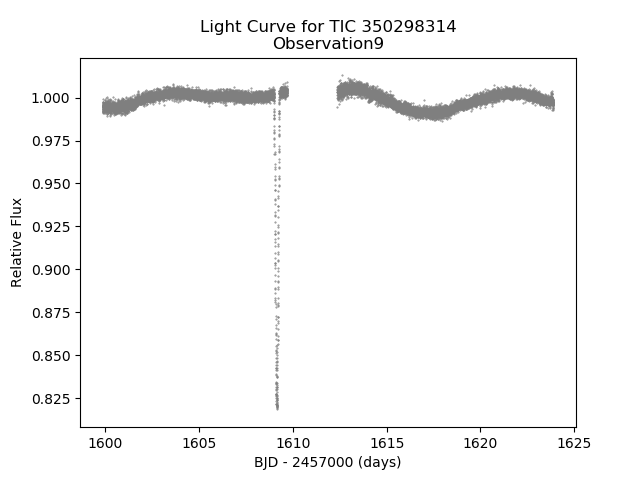 Light Curve for TIC 350298314
Observation9
1.000
0.975
0.950
0.925
0.900
0.875
0.850
0.825
Relative Flux
1600 1605 1610 1615 1620 1625
BJD - 2457000 (days)